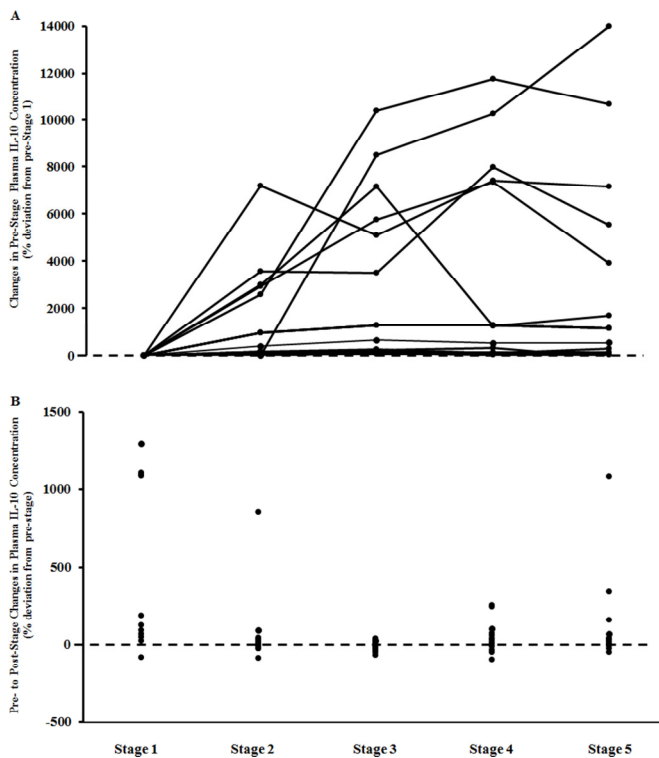 A
Changes in Pre-Stage Plasma IL-10 Concentration
(% deviation from pre-Stage 1)
14000
12000
10000
8000
6000
4000
2000
0
B
Pre- to Post-Stage Changes in Plasma IL-10 Concentration
(% deviation from pre-stage)
1500
1000
500
0
-500
Stage 1
Stage 2
Stage 3
Stage 4
Stage 5